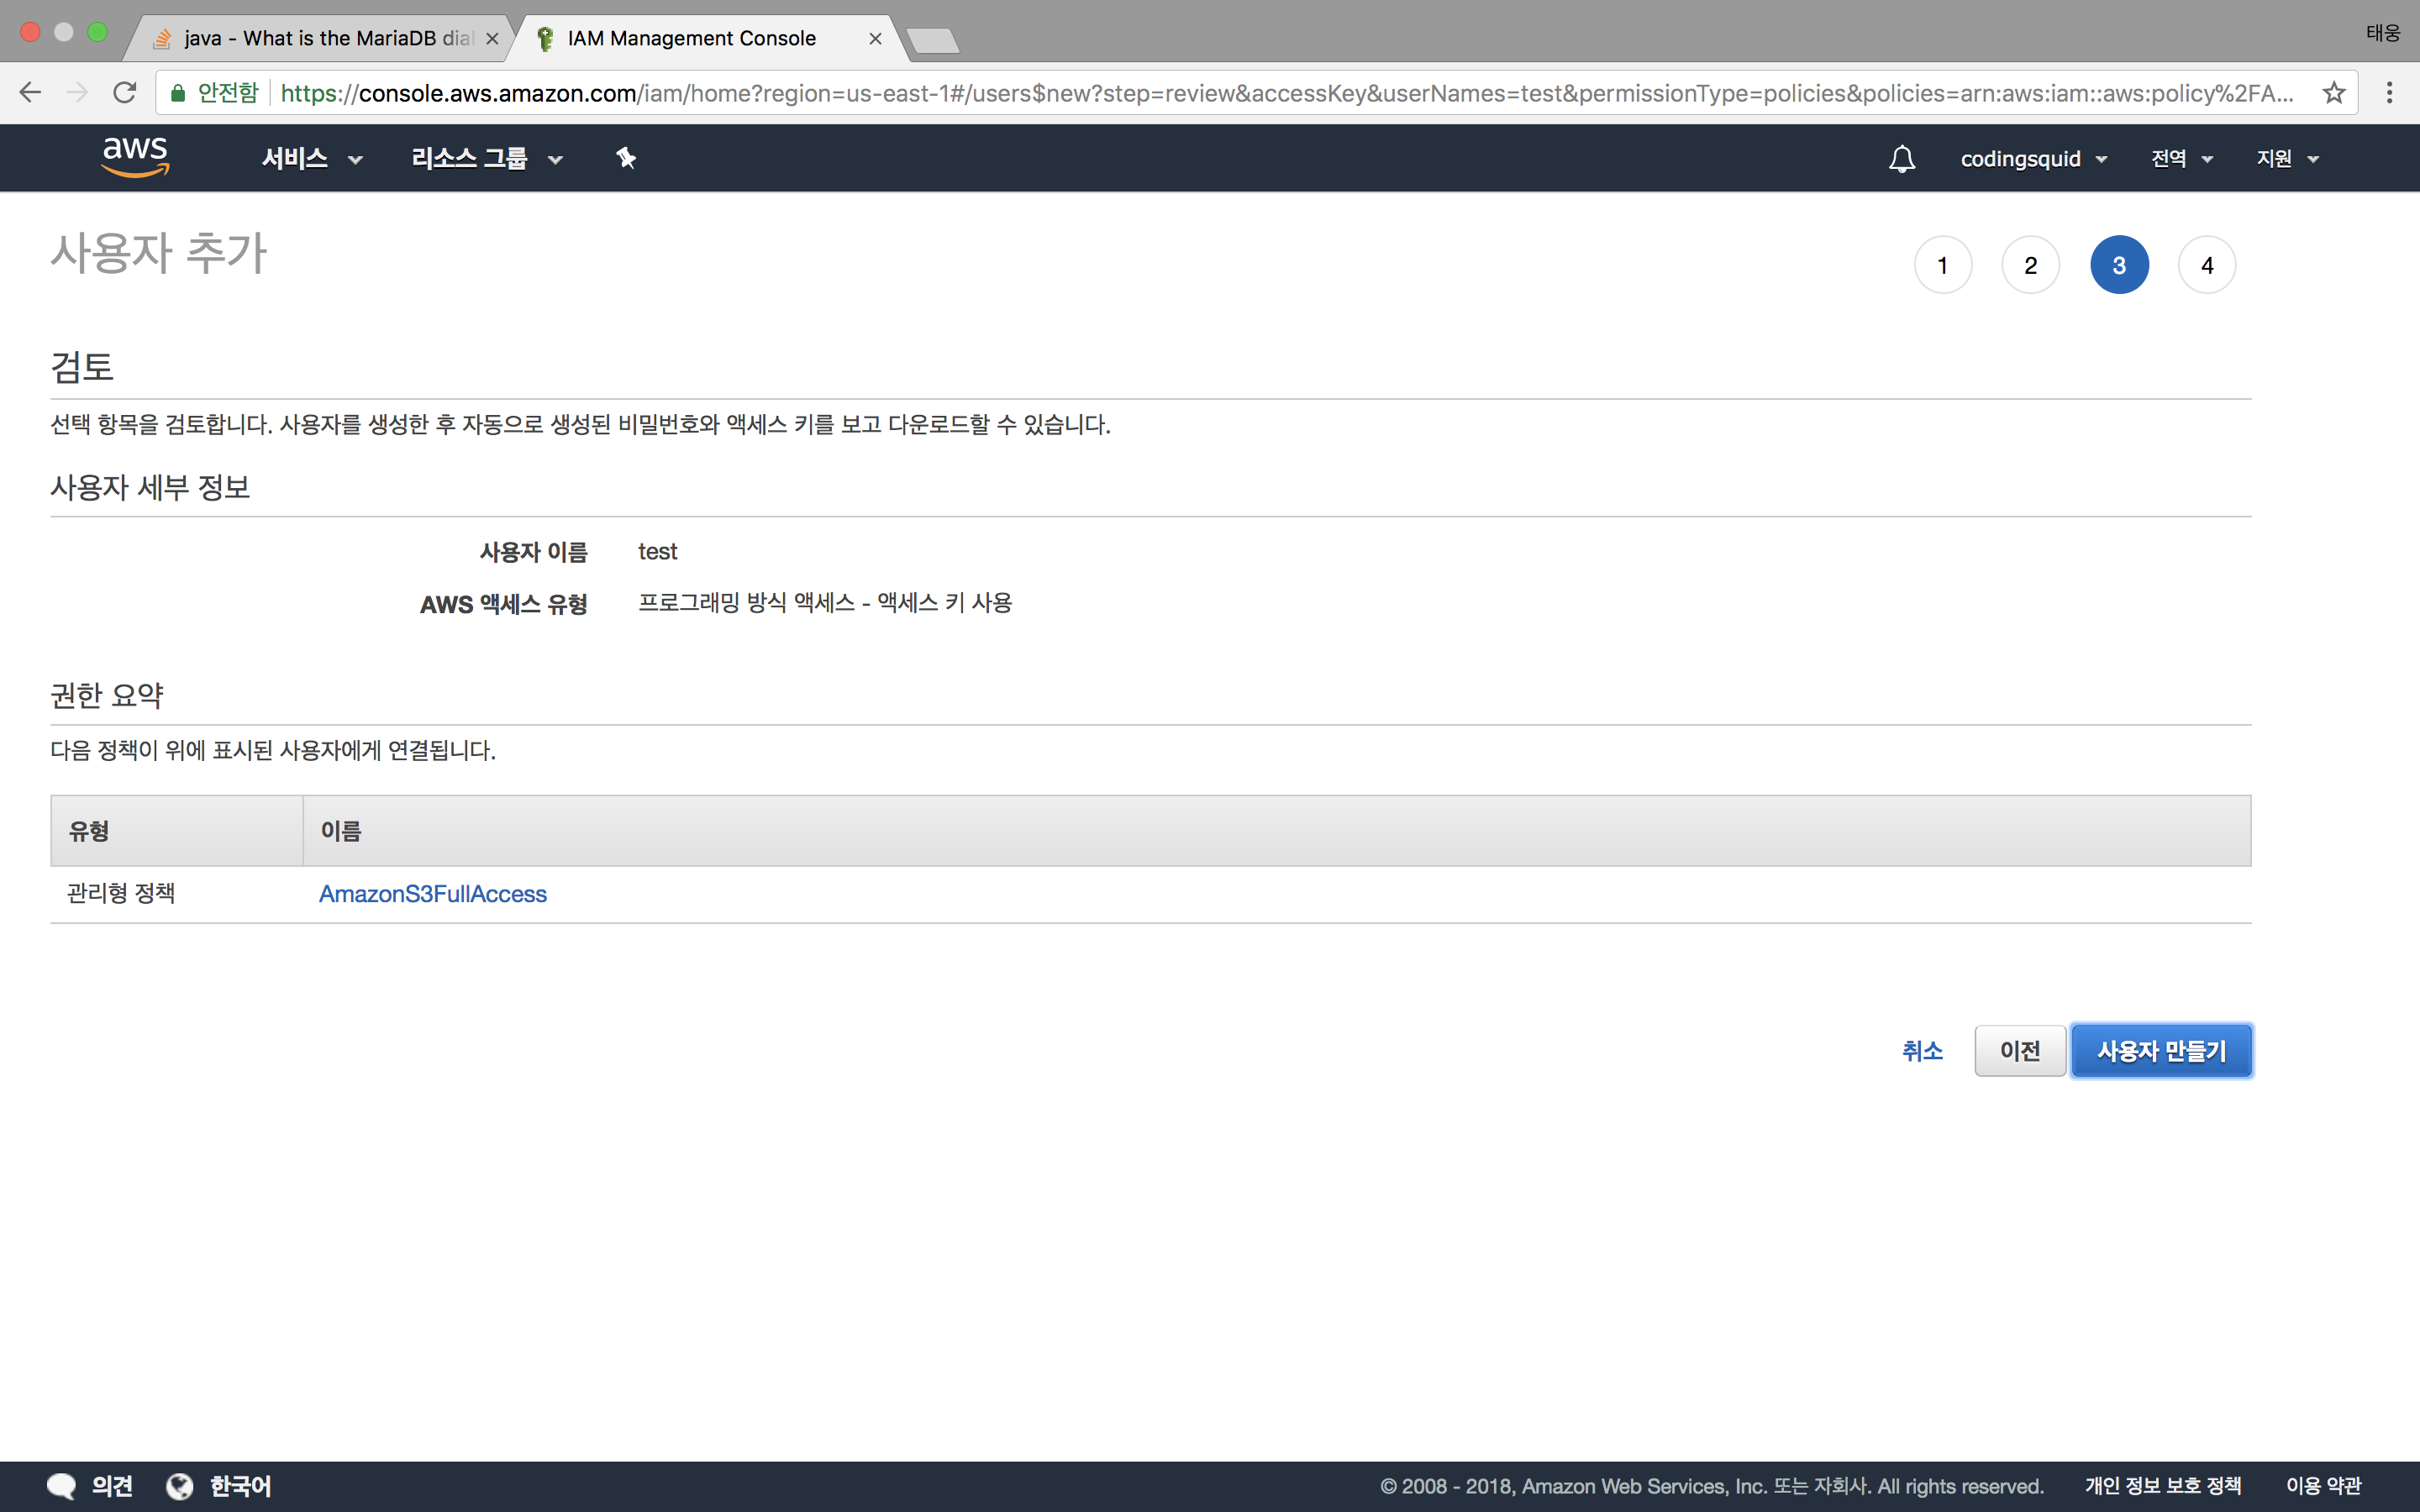 java - What is the MariaDB dial
IAM Management Console
태웅
안전함 https://console.aws.amazon.com/iam/home?region=us-east-1#/users$new?step=review&accessKey&userNames=test&permissionType=policies&policies=arn:aws:iam::aws:policy%2FA...
aws 서비스 리소스 그룹 codingsquid 전역 지원
사용자 추가 1 2 3 4
검토
선택 항목을 검토합니다. 사용자를 생성한 후 자동으로 생성된 비밀번호와 액세스 키를 보고 다운로드할 수 있습니다.
사용자 세부 정보
사용자 이름 test
AWS 액세스 유형 프로그래밍 방식 액세스 - 액세스 키 사용
권한 요약
다음 정책이 위에 표시된 사용자에게 연결됩니다.
유형 이름
관리형 정책 AmazonS3FullAccess
취소 이전 사용자 만들기
의견 한국어 © 2008 - 2018, Amazon Web Services, Inc. 또는 자회사. All rights reserved. 개인 정보 보호 정책 이용 약관